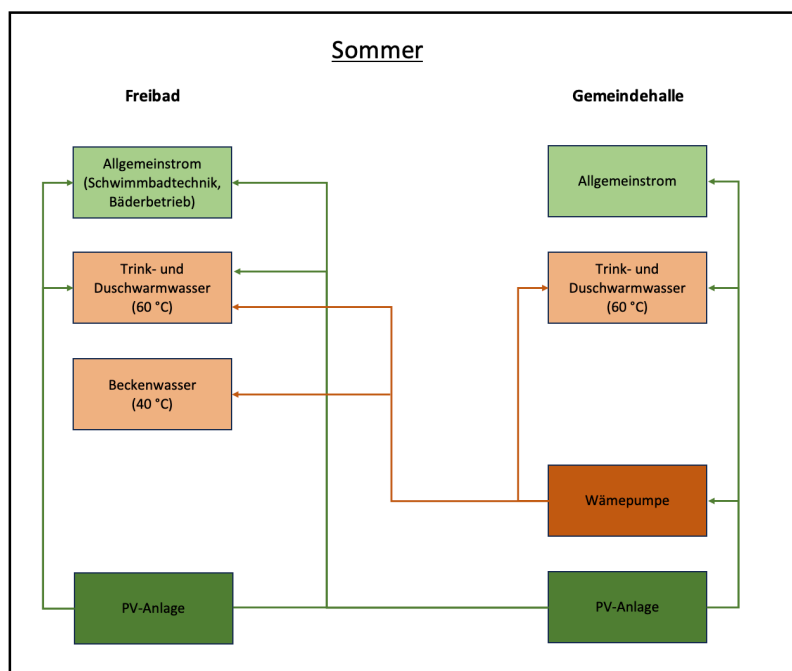 Sommer
Freibad
Gemeindehalle
Allgemeinstrom
(Schwimmbadtechnik,
Bäderbetrieb)
Allgemeinstrom
Trink- und
Duschwarmwasser
(60 °C)
Trink- und
Duschwarmwasser
(60 °C)
Beckenwasser
(40 °C)
Wämepumpe
PV-Anlage
PV-Anlage